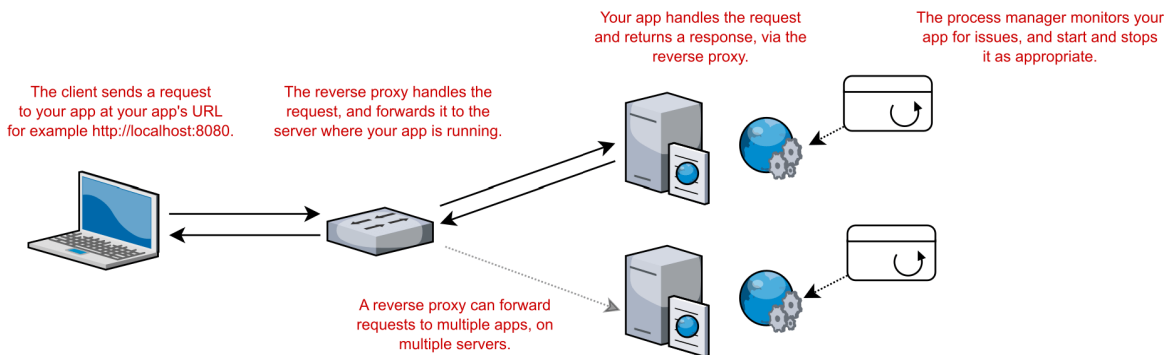 The client sends a request
to your app at your app's URL
for example http://localhost:8080.
The reverse proxy handles the
request, and forwards it to the
server where your app is running.
Your app handles the request
and returns a response, via the
reverse proxy.
The process manager monitors your
app for issues, and start and stops
it as appropriate.
A reverse proxy can forward
requests to multiple apps, on
multiple servers.